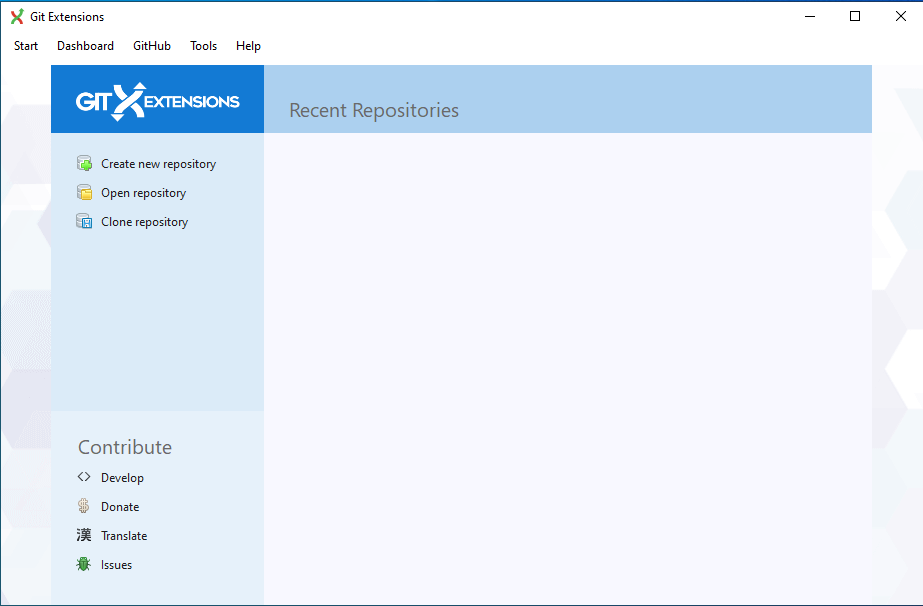 Git Extensions
Start Dashboard GitHub Tools Help
GIT EXTENSIONS
Recent Repositories
Create new repository
Open repository
Clone repository
Contribute
Develop
Donate
漢 Translate
Issues